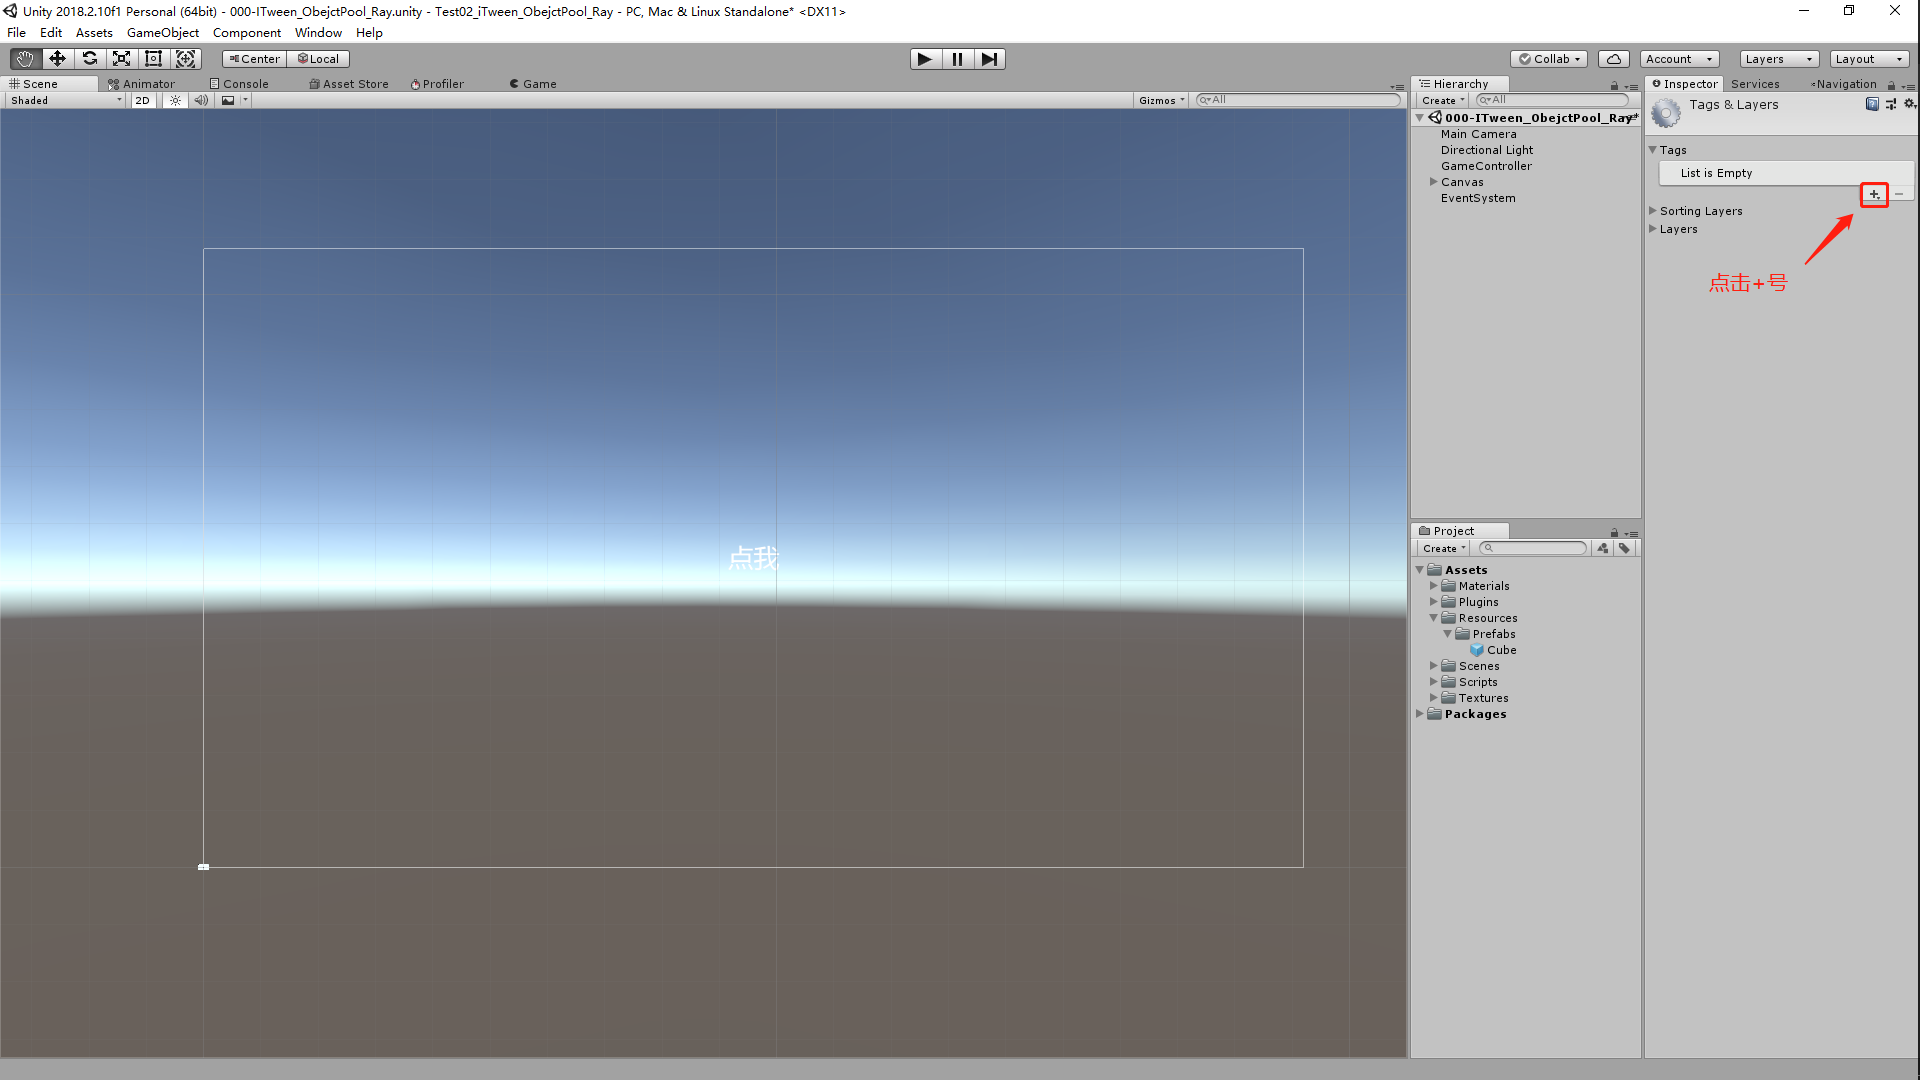 Unity 2018.2.10f1 Personal (64bit) - 000-ITween_ObejctPool_Ray.unity - Test02_iTween_ObejctPool_Ray - PC, Mac & Linux Standalone* <DX11>
File Edit Assets GameObject Component Window Help
Center Local Collab Account Layers Layout
Scene Animator Console Asset Store Profiler Game
Shaded 2D Gizmos All
Hierarchy
Create All
000-ITween_ObejctPool_Ray*
Main Camera
Directional Light
GameController
Canvas
EventSystem
点我
Project
Create
Assets
Materials
Plugins
Resources
Prefabs
Cube
Scenes
Scripts
Textures
Packages
Inspector Services Navigation
Tags & Layers
Tags
List is Empty
+ −
Sorting Layers
Layers
点击+号